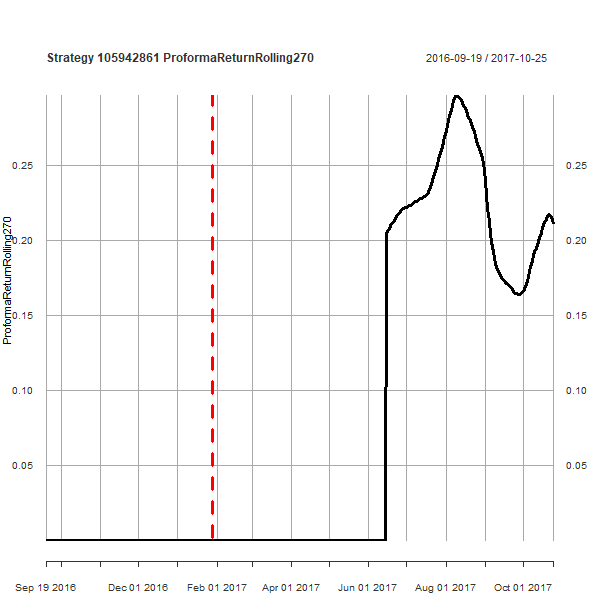 Strategy 105942861 ProformaReturnRolling270
2016-09-19 / 2017-10-25
ProformaReturnRolling270
0.25
0.25
0.20
0.20
0.15
0.15
0.10
0.10
0.05
0.05
Sep 19 2016
Dec 01 2016
Feb 01 2017
Apr 01 2017
Jun 01 2017
Aug 01 2017
Oct 01 2017